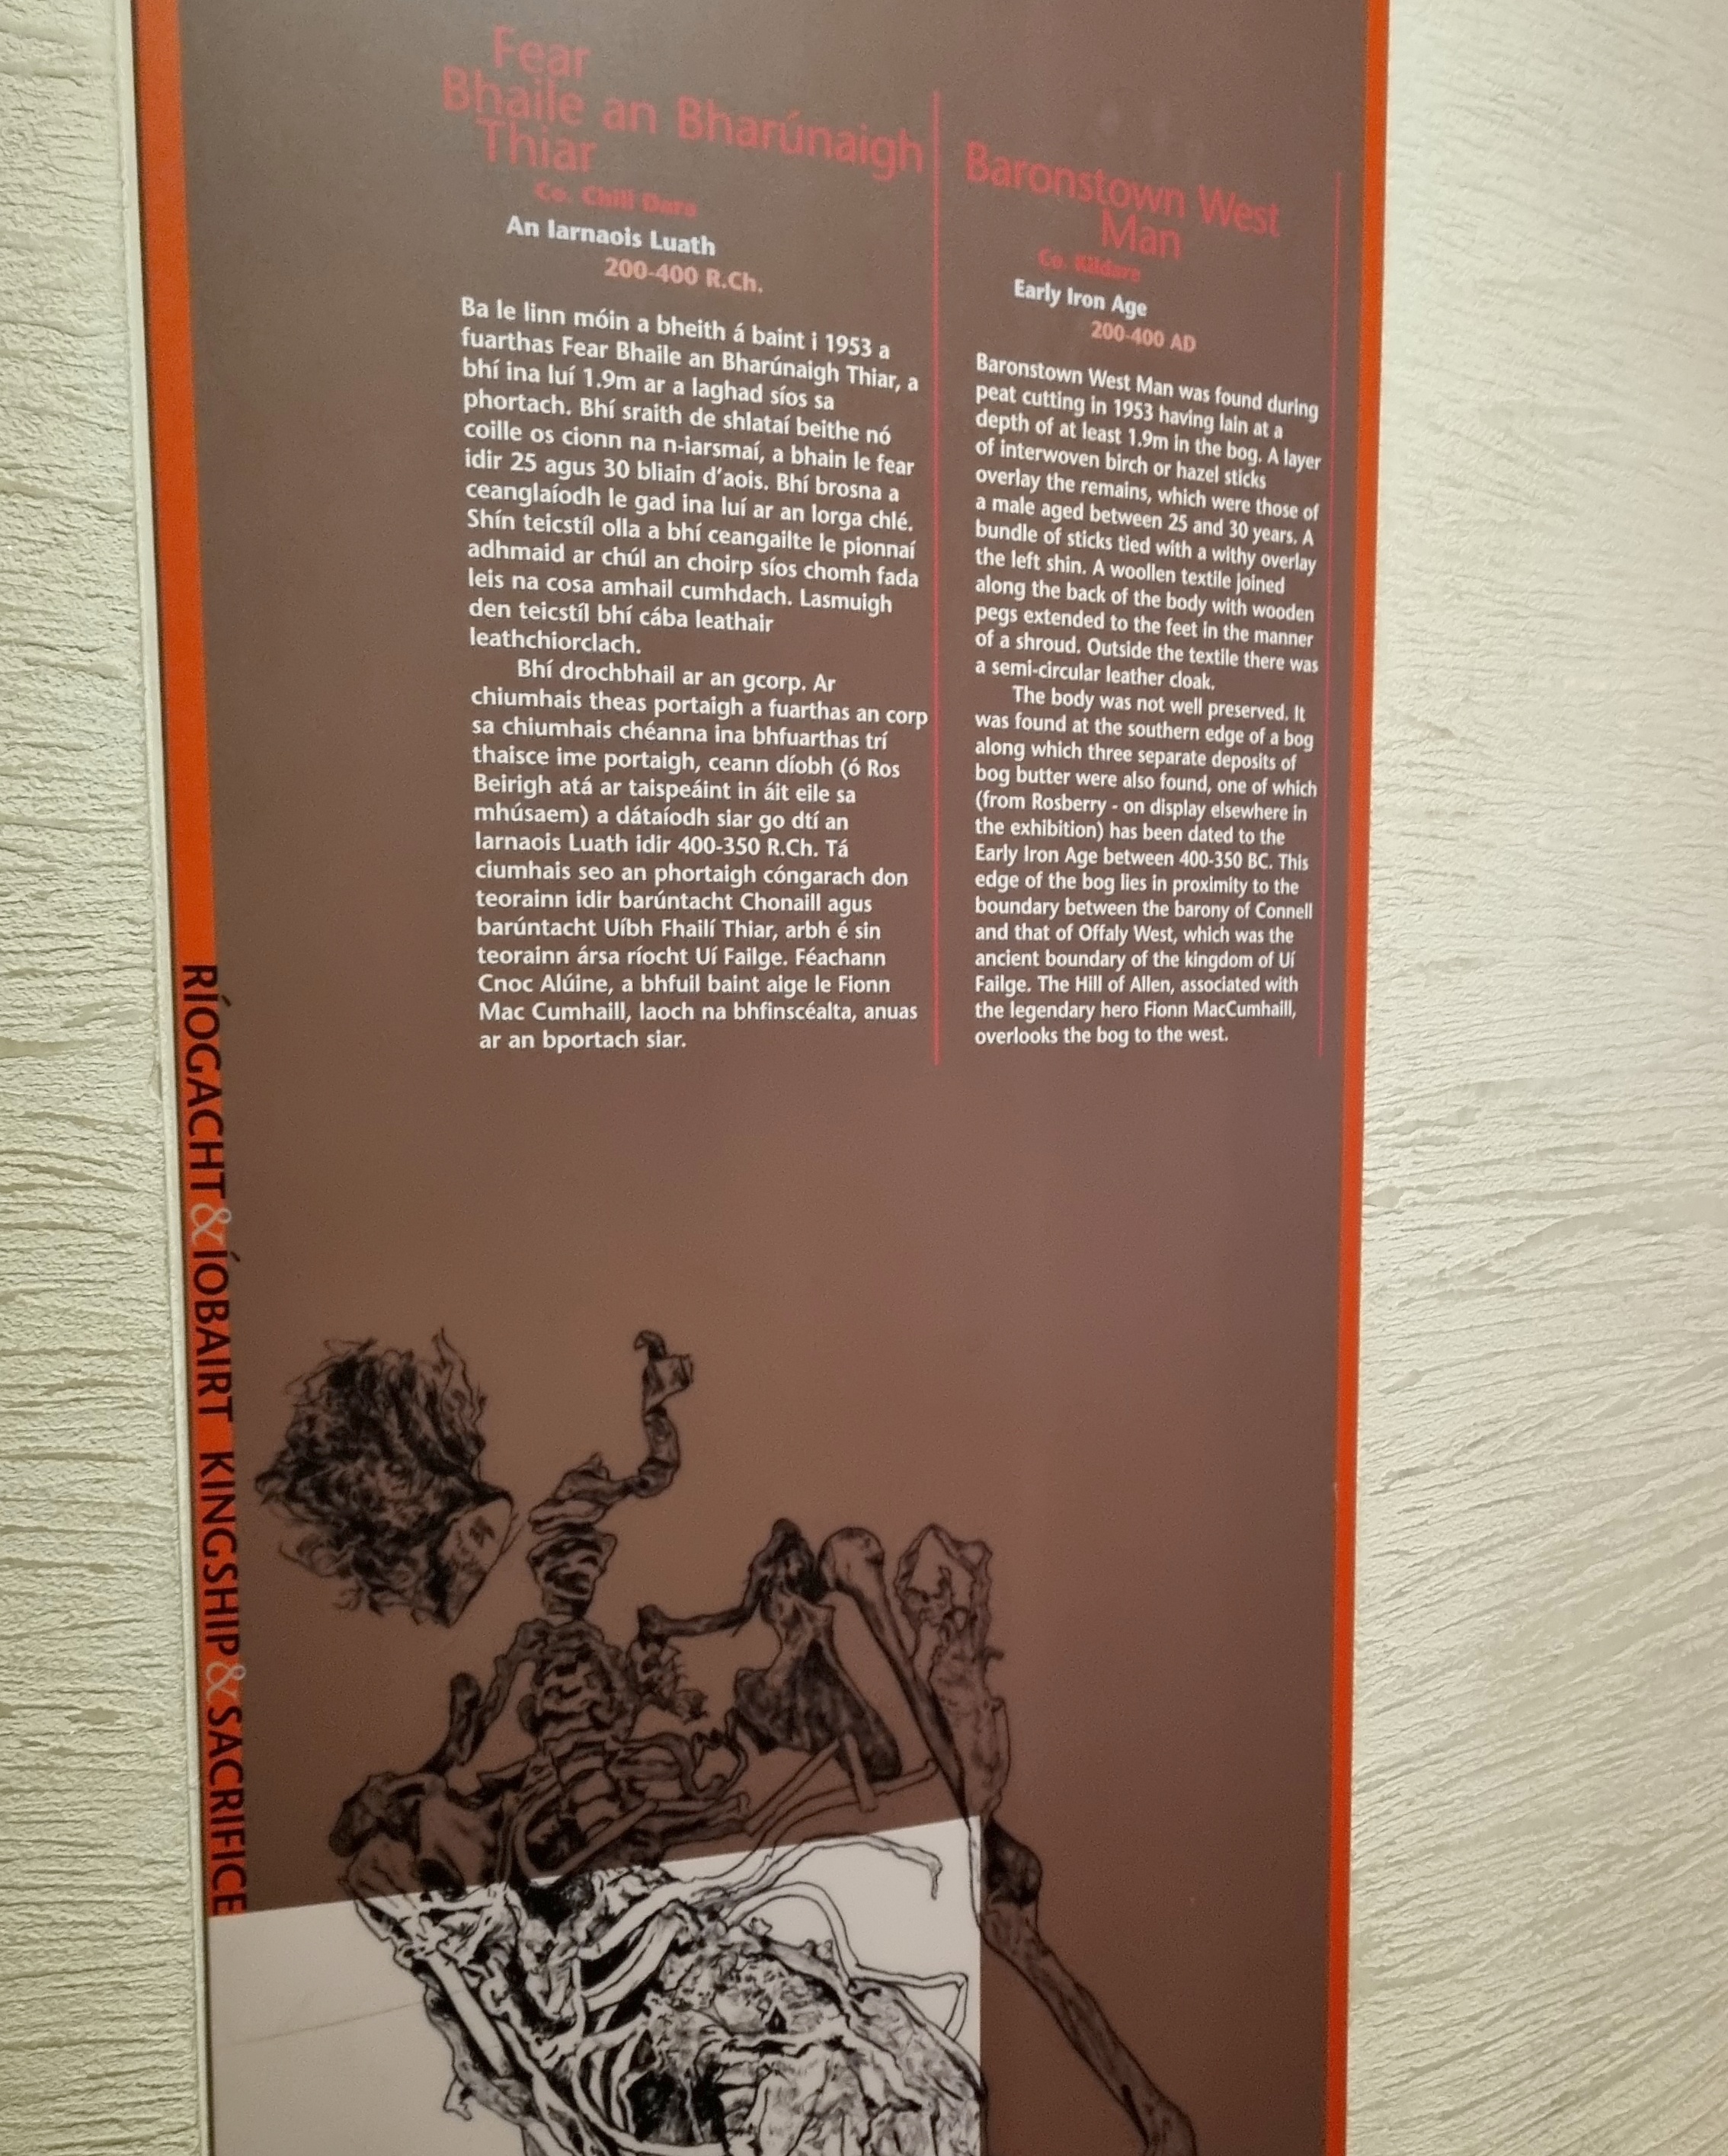 Fear
Bhaile an Bharúnaigh
Thiar
Co. Chill Dara
An Iarnaois Luath
200-400 R.Ch.
Ba le linn móin a bheith á baint i 1953 a
fuarthas Fear Bhaile an Bharúnaigh Thiar, a
bhí ina luí 1.9m ar a laghad síos sa
phortach. Bhí sraith de shlataí beithe nó
coille os cionn na n-iarsmaí, a bhain le fear
idir 25 agus 30 bliain d'aois. Bhí brosna a
ceanglaíodh le gad ina luí ar an lorga chlé.
Shín teicstíl olla a bhí ceangailte le pionnaí
adhmaid ar chúl an choirp síos chomh fada
leis na cosa amhail cumhdach. Lasmuigh
den teicstíl bhí cába leathair
leathchiorclach.
Bhí drochbhail ar an gcorp. Ar
chiumhais theas portaigh a fuarthas an corp
sa chiumhais chéanna ina bhfuarthas trí
thaisce ime portaigh, ceann díobh (ó Ros
Beirigh atá ar taispeáint in áit eile sa
mhúsaem) a dátaíodh siar go dtí an
Iarnaois Luath idir 400-350 R.Ch. Tá
ciumhais seo an phortaigh cóngarach don
teorainn idir barúntacht Chonaill agus
barúntacht Uíbh Fhailí Thiar, arbh é sin
teorainn ársa ríocht Uí Failge. Féachann
Cnoc Alúine, a bhfuil baint aige le Fionn
Mac Cumhaill, laoch na bhfinscéalta, anuas
ar an bportach siar.
Baronstown West
Man
Co. Kildare
Early Iron Age
200-400 AD
Baronstown West Man was found during
peat cutting in 1953 having lain at a
depth of at least 1.9m in the bog. A layer
of interwoven birch or hazel sticks
overlay the remains, which were those of
a male aged between 25 and 30 years. A
bundle of sticks tied with a withy overlay
the left shin. A woollen textile joined
along the back of the body with wooden
pegs extended to the feet in the manner
of a shroud. Outside the textile there was
a semi-circular leather cloak.
The body was not well preserved. It
was found at the southern edge of a bog
along which three separate deposits of
bog butter were also found, one of which
(from Rosberry - on display elsewhere in
the exhibition) has been dated to the
Early Iron Age between 400-350 BC. This
edge of the bog lies in proximity to the
boundary between the barony of Connell
and that of Offaly West, which was the
ancient boundary of the kingdom of Uí
Failge. The Hill of Allen, associated with
the legendary hero Fionn MacCumhaill,
overlooks the bog to the west.
RÍOGACHT & ÍOBAIRT KINGSHIP & SACRIFICE